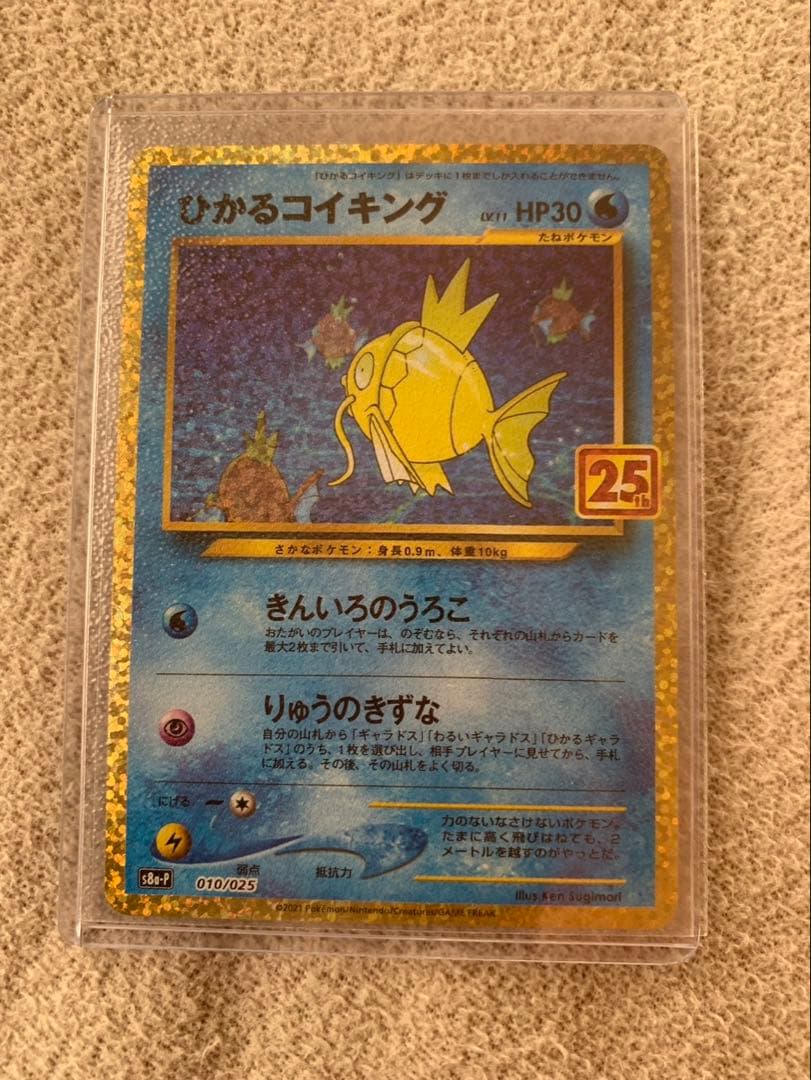 「ひかるコイキング」はデッキに1枚までしか入れることができません。
ひかるコイキング LV.11 HP30
たねポケモン
25th
さかなポケモン：身長0.9m、体重10kg
きんいろのうろこ
おたがいのプレイヤーは、のぞむなら、それぞれの山札からカードを
最大2枚まで引いて、手札に加えてよい。
りゅうのきずな
自分の山札から「ギャラドス」「わるいギャラドス」「ひかるギャラ
ドス」のうち、1枚を選び出し、相手プレイヤーに見せてから、手札
に加える。その後、その山札をよく切る。
にげる
力のないなさけないポケモン。
たまに高く飛びはねても、2
メートルを越すのがやっとだ。
弱点 抵抗力
s8a-P 010/025
Illus.Ken Sugimori
©2021 Pokémon/Nintendo/Creatures/GAME FREAK